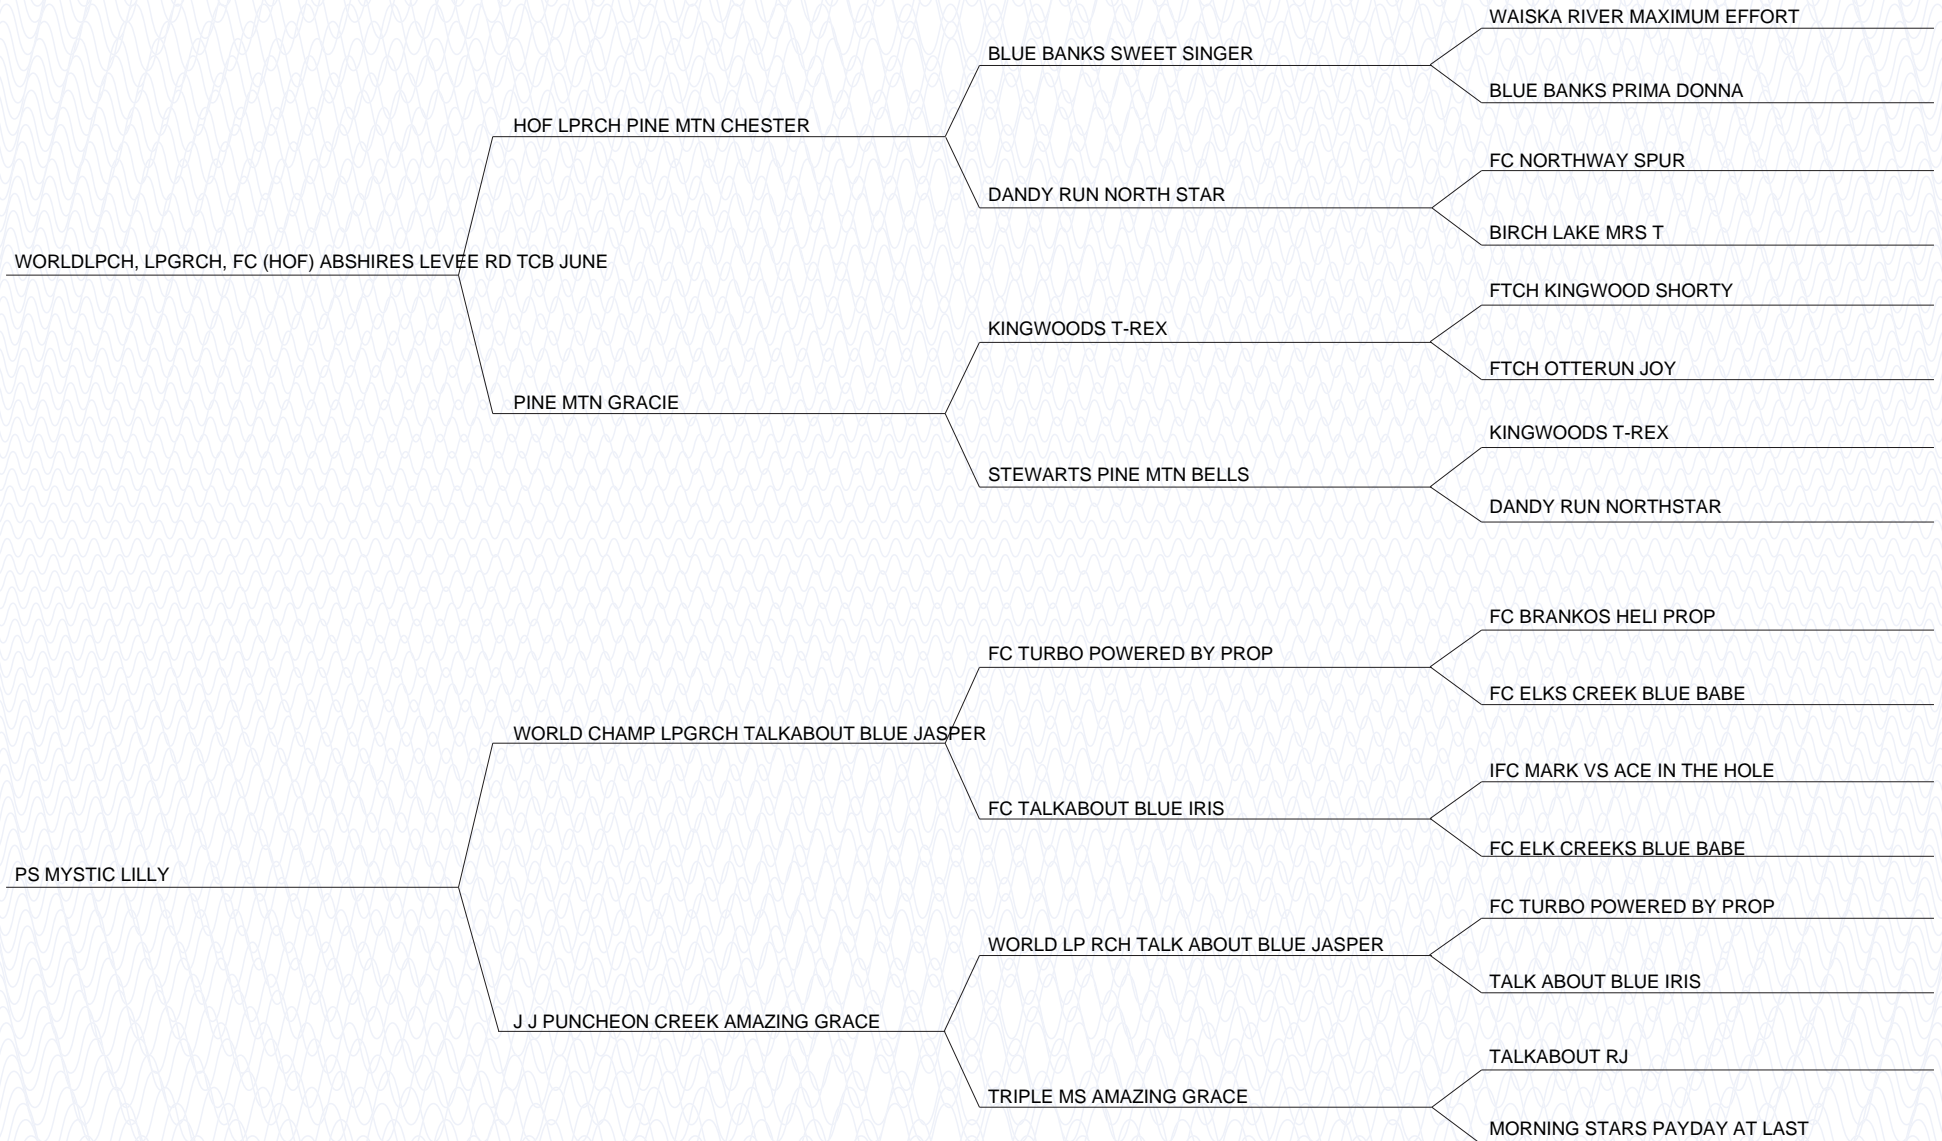 WAISKA RIVER MAXIMUM EFFORT
BLUE BANKS SWEET SINGER
BLUE BANKS PRIMA DONNA
HOF LPRCH PINE MTN CHESTER
FC NORTHWAY SPUR
DANDY RUN NORTH STAR
BIRCH LAKE MRS T
WORLDLPCH, LPGRCH, FC (HOF) ABSHIRES LEVEE RD TCB JUNE
FTCH KINGWOOD SHORTY
KINGWOODS T-REX
FTCH OTTERUN JOY
PINE MTN GRACIE
KINGWOODS T-REX
STEWARTS PINE MTN BELLS
DANDY RUN NORTHSTAR
FC BRANKOS HELI PROP
FC TURBO POWERED BY PROP
FC ELKS CREEK BLUE BABE
WORLD CHAMP LPGRCH TALKABOUT BLUE JASPER
IFC MARK VS ACE IN THE HOLE
FC TALKABOUT BLUE IRIS
FC ELK CREEKS BLUE BABE
PS MYSTIC LILLY
FC TURBO POWERED BY PROP
WORLD LP RCH TALK ABOUT BLUE JASPER
TALK ABOUT BLUE IRIS
J J PUNCHEON CREEK AMAZING GRACE
TALKABOUT RJ
TRIPLE MS AMAZING GRACE
MORNING STARS PAYDAY AT LAST